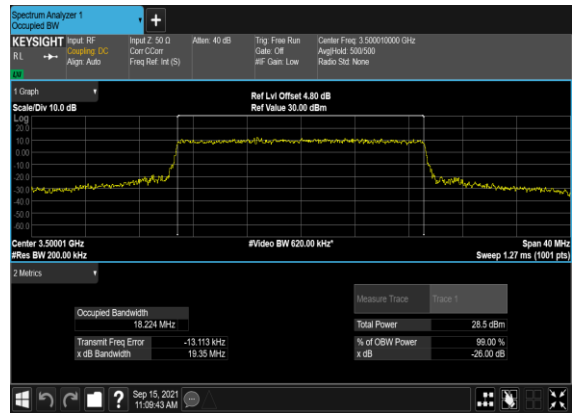 Spectrum Analyzer 1
Occupied BW
+
KEYSIGHT Input: RF Input Z: 50 Ω Atten: 40 dB Trig: Free Run Center Freq: 3.500010000 GHz
R L Coupling: DC Corr CCorr Gate: Off Avg|Hold: 500/500
Align: Auto Freq Ref: Int (S) #IF Gain: Low Radio Std: None
1 Graph
Ref Lvl Offset 4.80 dB
Scale/Div 10.0 dB Ref Value 30.00 dBm
Log
20.0
10.0
0.00
-10.0
-20.0
-30.0
-40.0
-50.0
-60.0
Center 3.50001 GHz #Video BW 620.00 kHz* Span 40 MHz
#Res BW 200.00 kHz Sweep 1.27 ms (1001 pts)
2 Metrics
Measure Trace Trace 1
Occupied Bandwidth
18.224 MHz Total Power 28.5 dBm
Transmit Freq Error -13.113 kHz % of OBW Power 99.00 %
x dB Bandwidth 19.35 MHz x dB -26.00 dB
? Sep 15, 2021
11:09:43 AM